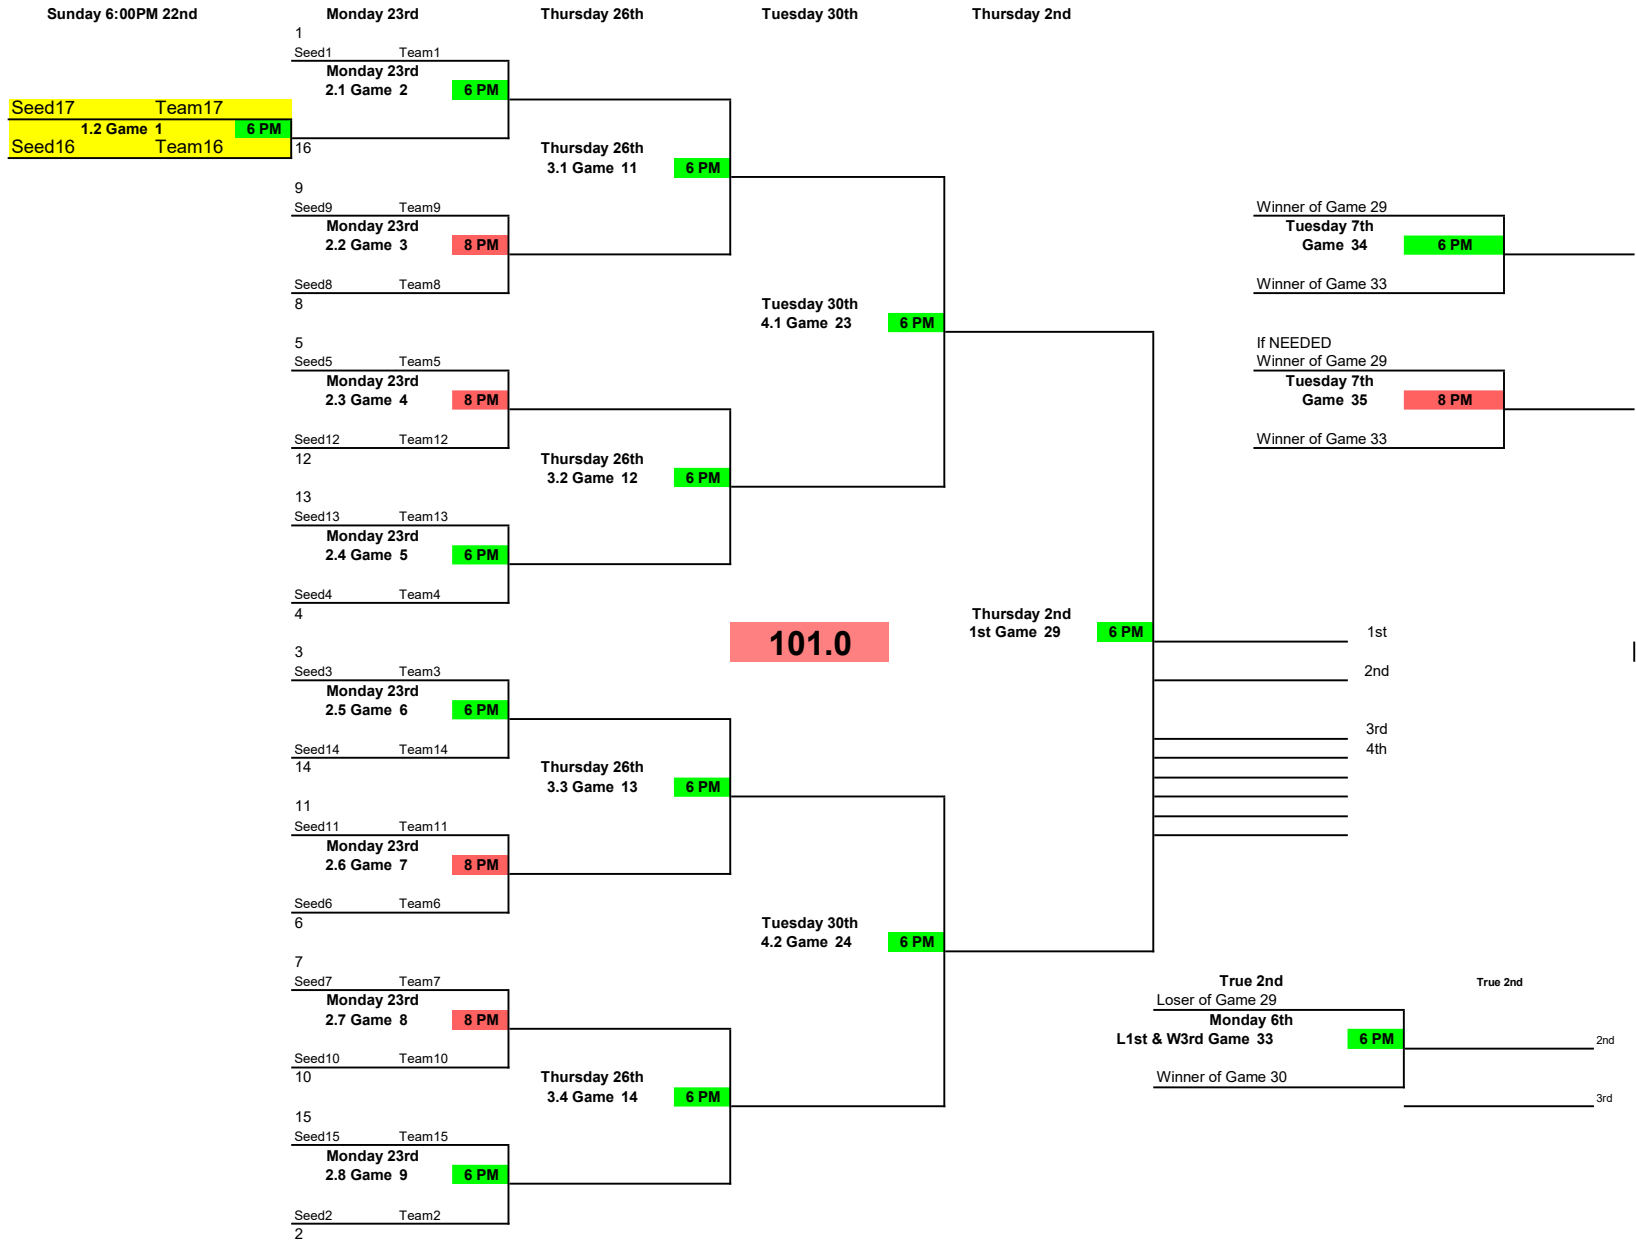 Sunday 6:00PM 22nd Monday 23rd Thursday 26th Tuesday 30th Thursday 2nd
1
Seed1 Team1
Monday 23rd
2.1 Game 2 6 PM
Seed17 Team17
1.2 Game 1 6 PM
Seed16 Team16
16
Thursday 26th
3.1 Game 11 6 PM
9
Seed9 Team9
Monday 23rd
2.2 Game 3 8 PM
Seed8 Team8
8
Winner of Game 29
Tuesday 7th
Game 34 6 PM
Winner of Game 33
Tuesday 30th
4.1 Game 23 6 PM
5
Seed5 Team5
Monday 23rd
2.3 Game 4 8 PM
Seed12 Team12
12
If NEEDED
Winner of Game 29
Tuesday 7th
Game 35 8 PM
Winner of Game 33
Thursday 26th
3.2 Game 12 6 PM
13
Seed13 Team13
Monday 23rd
2.4 Game 5 6 PM
Seed4 Team4
4
101.0
Thursday 2nd
1st Game 29 6 PM
1st
2nd
3rd
4th
3
Seed3 Team3
Monday 23rd
2.5 Game 6 6 PM
Seed14 Team14
14
Thursday 26th
3.3 Game 13 6 PM
11
Seed11 Team11
Monday 23rd
2.6 Game 7 8 PM
Seed6 Team6
6
Tuesday 30th
4.2 Game 24 6 PM
7
Seed7 Team7
Monday 23rd
2.7 Game 8 8 PM
Seed10 Team10
10
True 2nd True 2nd
Loser of Game 29
Monday 6th
L1st & W3rd Game 33 6 PM
2nd
Winner of Game 30
3rd
Thursday 26th
3.4 Game 14 6 PM
15
Seed15 Team15
Monday 23rd
2.8 Game 9 6 PM
Seed2 Team2
2